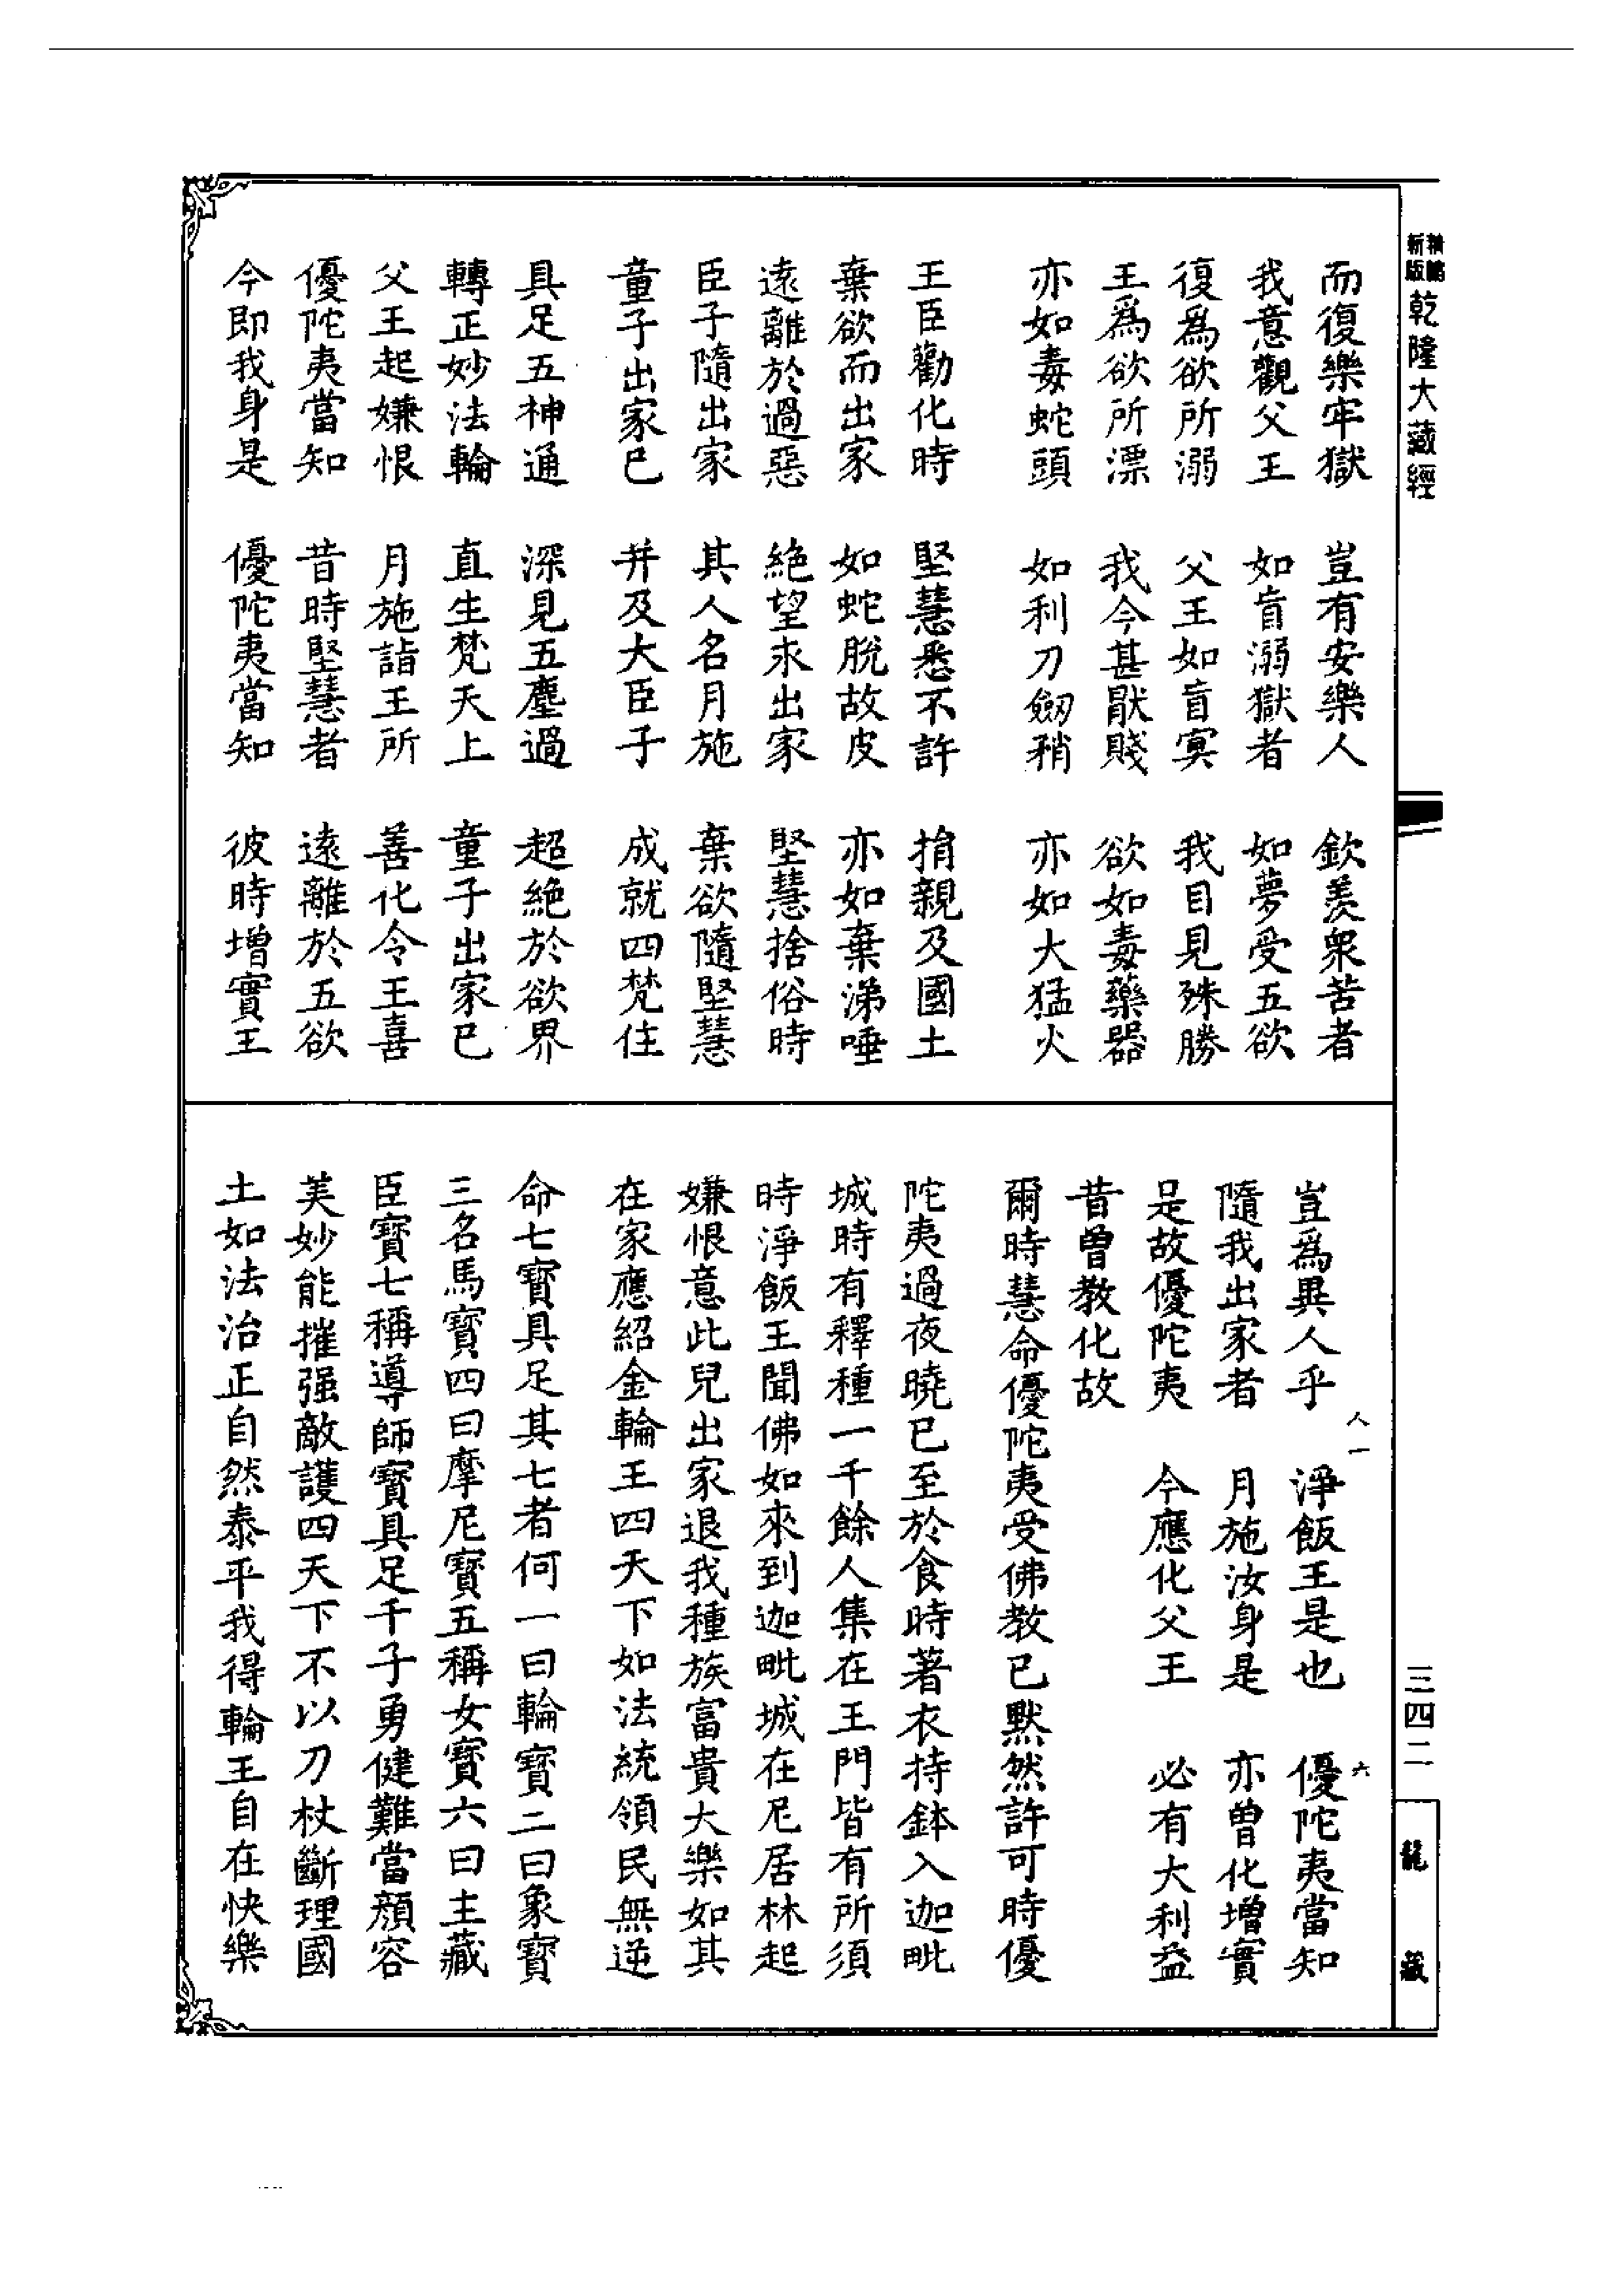 新版
精縮
乾隆大藏經
而復樂牢獄　豈有安樂人　欽羨衆苦者
我意觀父王　如盲溺獄者　如夢受五欲
復爲欲所溺　父王如盲冥　我目見殊勝
王爲欲所漂　我今甚厭賤　欲如毒藥器
亦如毒蛇頭　如利刀劒矟　亦如大猛火
王臣勸化時　堅慧悉不許　捐親及國土
棄欲而出家　如蛇脫故皮　亦如棄涕唾
遠離於過惡　絶望求出家　堅慧捨俗時
臣子隨出家　其人名月施　棄欲隨堅慧
童子出家已　并及大臣子　成就四梵住
具足五神通　深見五塵過　超絶於欲界
轉正妙法輪　直生梵天上　童子出家已
父王起嫌恨　月施詣王所　善化令王喜
優陀夷當知　昔時堅慧者　遠離於五欲
今即我身是　優陀夷當知　彼時增實王
豈爲異人乎　淨飯王是也　優陀夷當知
隨我出家者　月施汝身是　亦曾化增實
是故優陀夷　今應化父王　必有大利益
昔曾教化故
爾時慧命優陀夷受佛教已默然許可時優
陀夷過夜曉已至於食時著衣持鉢入迦毗
城時有釋種一千餘人集在王門皆有所須
時淨飯王聞佛如來到迦毗城在尼居林起
嫌恨意此兒出家退我種族富貴大樂如其
在家應紹金輪王四天下如法統領民無逆
命七寳具足其七者何一曰輪寳二曰象寳
三名馬寳四曰摩尼寳五稱女寳六曰主藏
臣寳七稱導師寳具足千子勇健難當顏容
美妙能摧强敵護四天下不以刀杖斷理國
土如法治正自然泰平我得輪王自在快樂
人一
六
三四二
龍藏